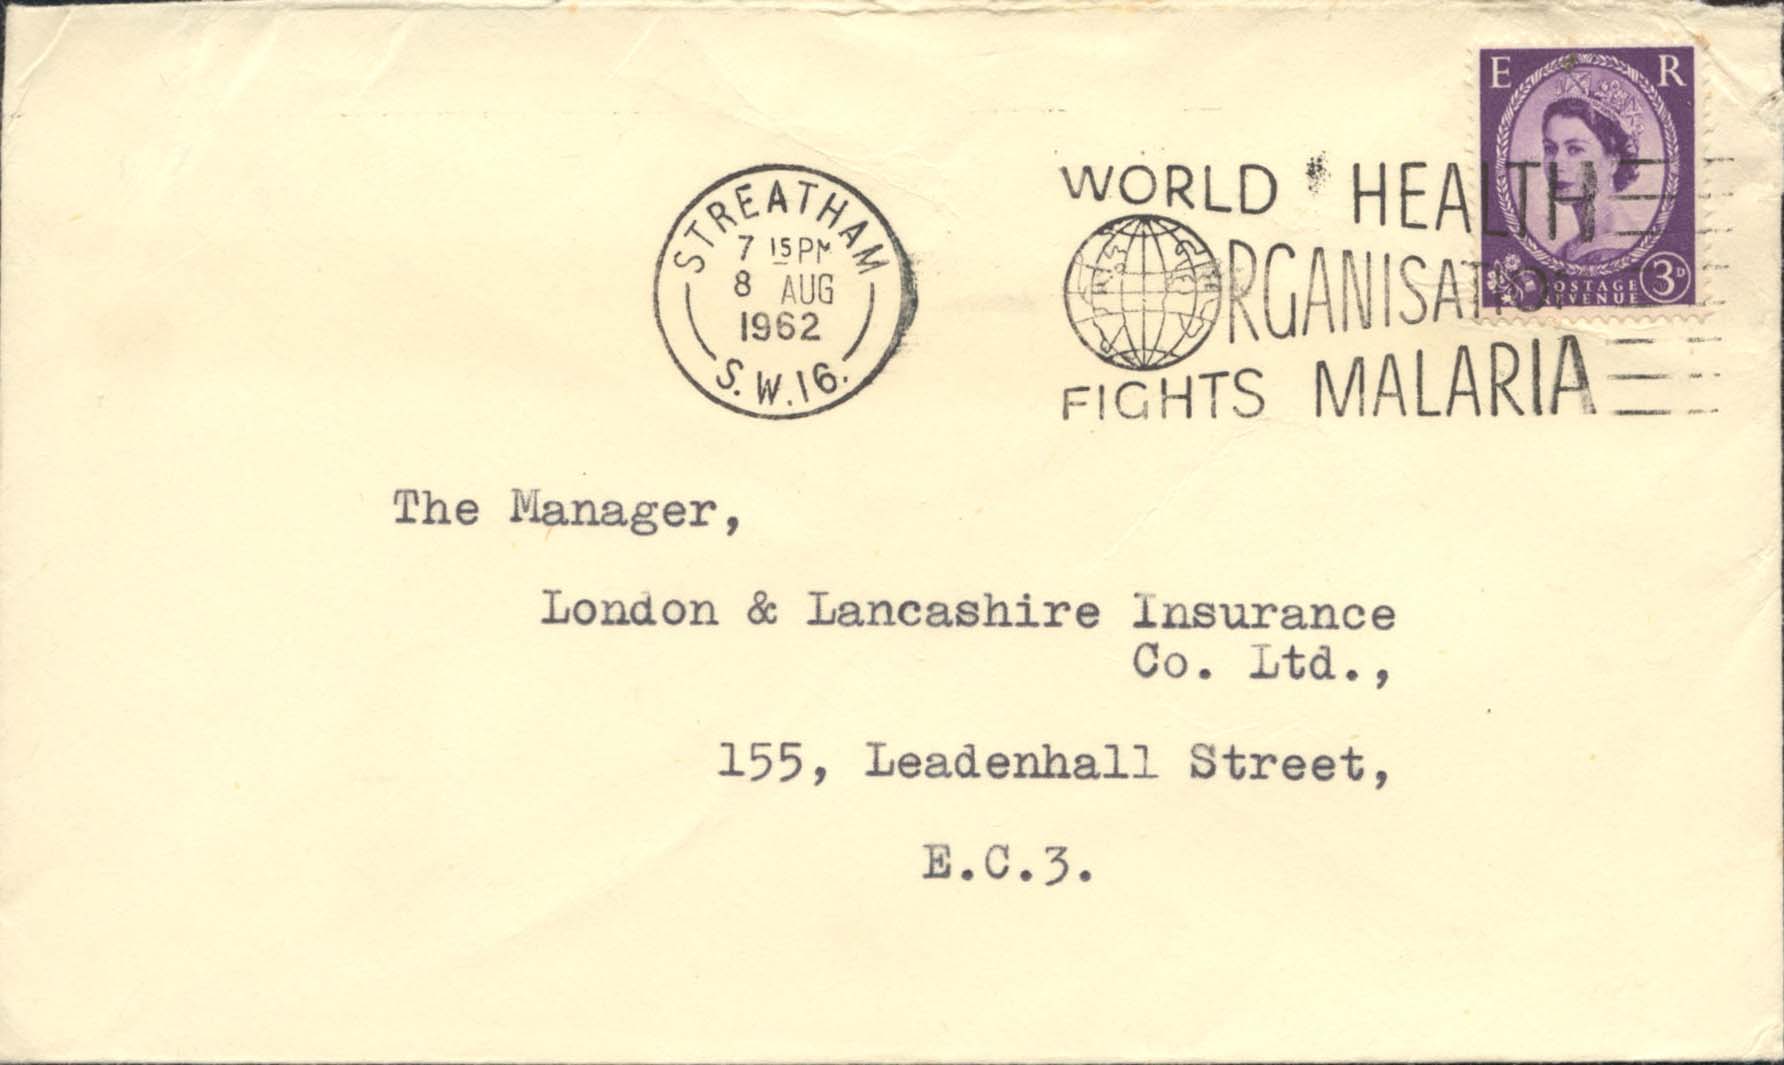 E R
STREATHAM
7 15 PM
8 AUG
1962
S.W.16.
WORLD HEALTH
ORGANISATION
FIGHTS MALARIA
POSTAGE
REVENUE
3D
The Manager,
London & Lancashire Insurance
Co. Ltd.,
155, Leadenhall Street,
E.C.3.